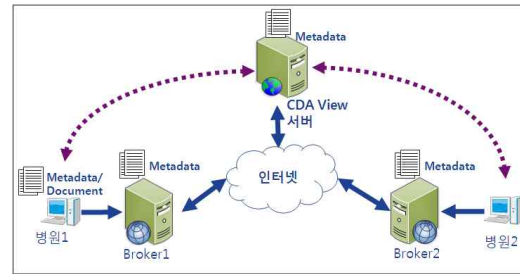 Metadata
CDA View
서버
Metadata/
Document
Metadata
인터넷
Metadata
병원1
Broker1
Broker2
병원2